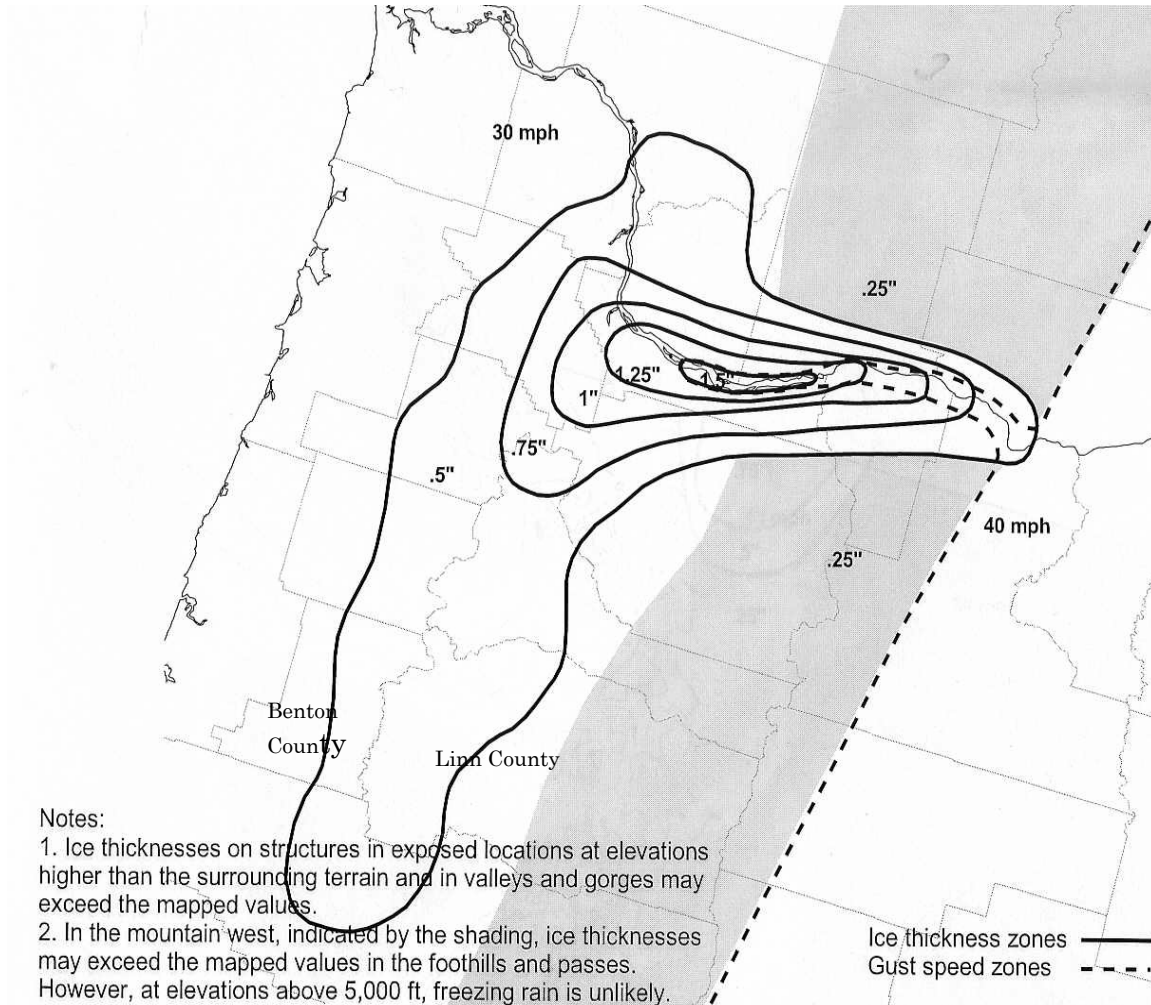 30 mph
.25"
1.25"
1.5"
1"
.75"
.5"
40 mph
.25"
Benton
County
Linn County
Notes:
1. Ice thicknesses on structures in exposed locations at elevations
higher than the surrounding terrain and in valleys and gorges may
exceed the mapped values.
2. In the mountain west, indicated by the shading, ice thicknesses
may exceed the mapped values in the foothills and passes.
However, at elevations above 5,000 ft, freezing rain is unlikely.
Ice thickness zones
Gust speed zones